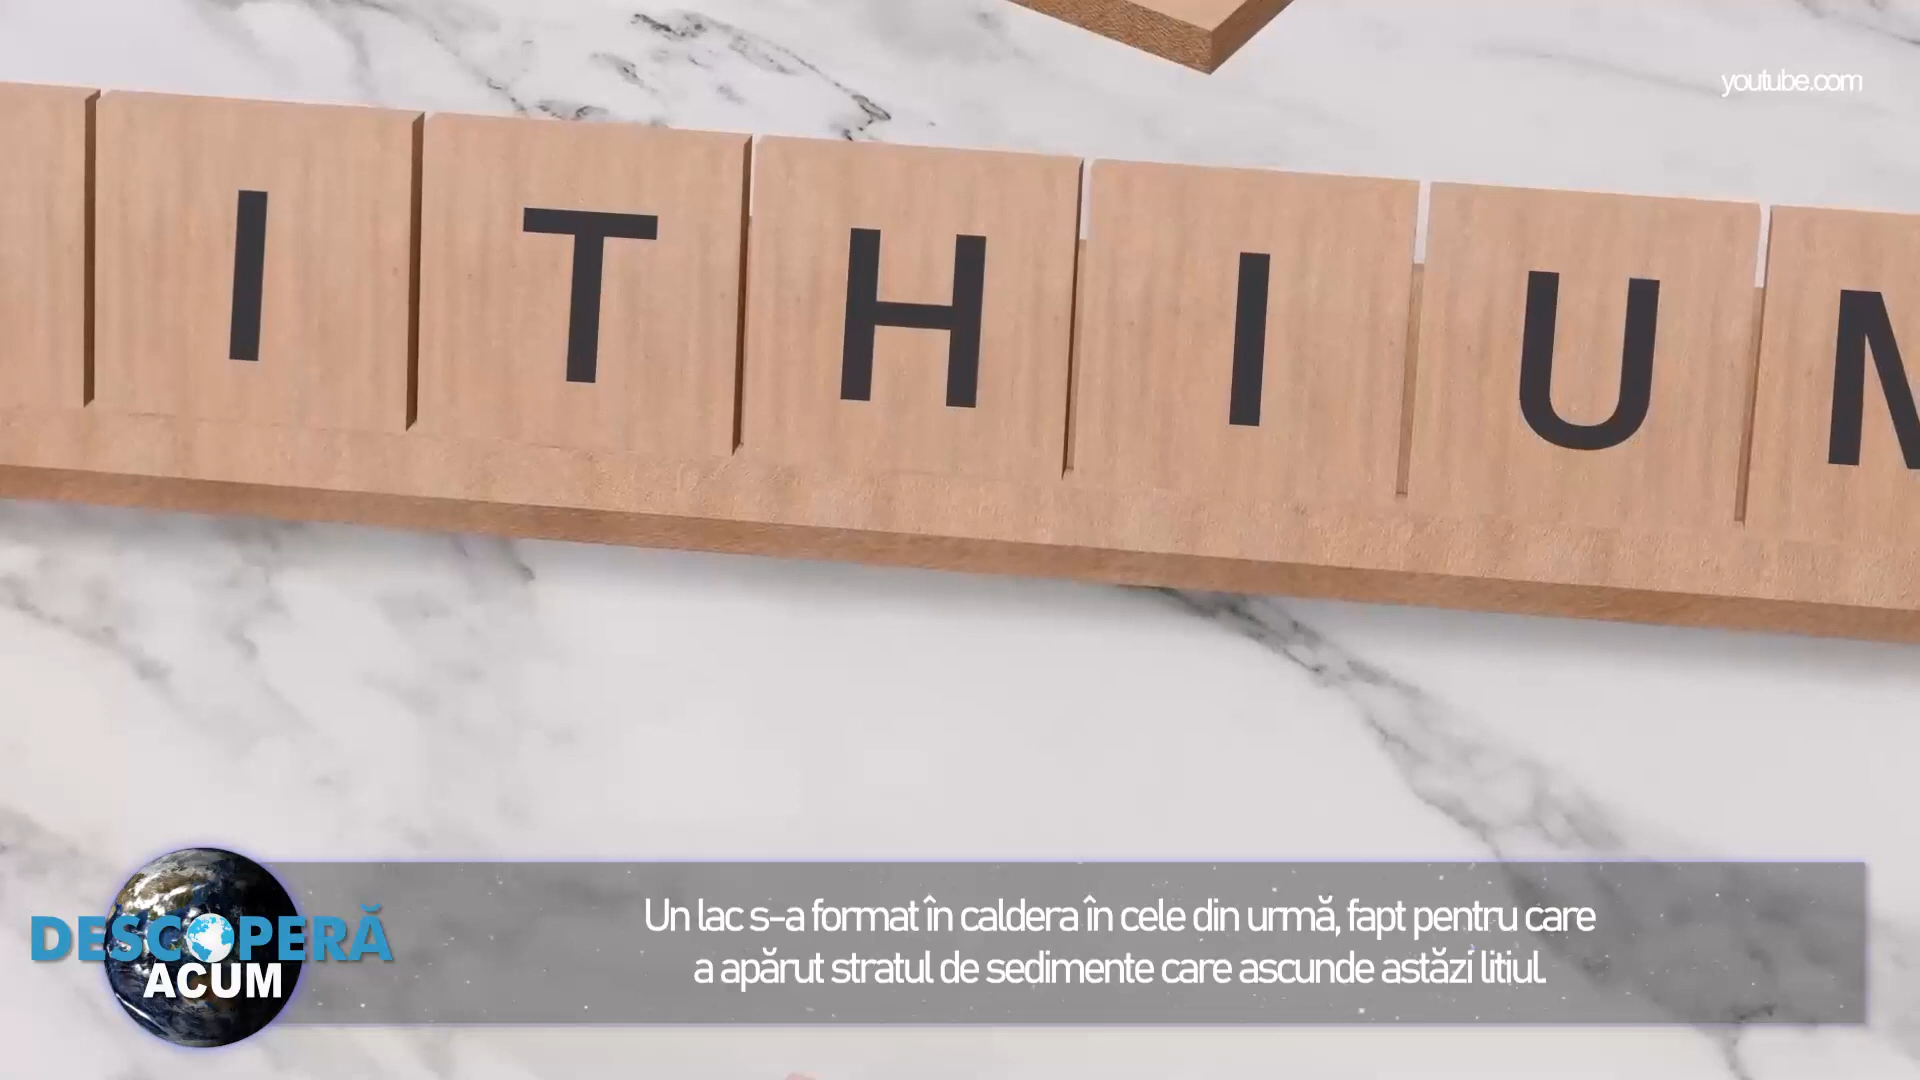 youtube.com
ITHIUM
Un lac s-a format în caldera în cele din urmă, fapt pentru care
a apărut stratul de sedimente care ascunde astăzi litiul.
DESCOPERĂ
ACUM